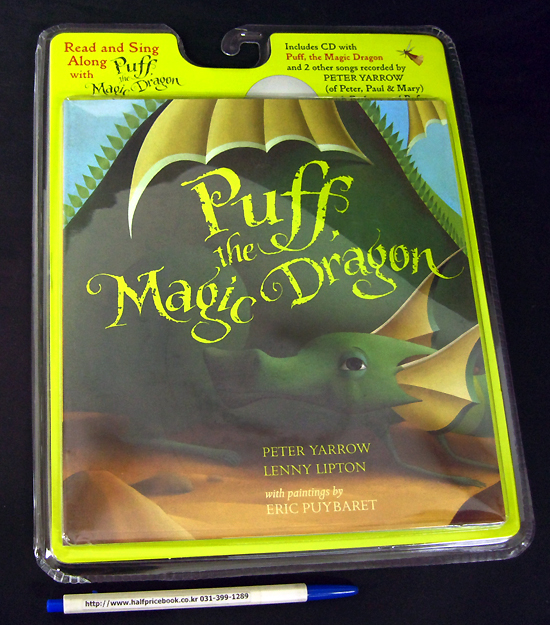 Read and Sing
Along
with Puff,
the
Magic Dragon
Includes CD with
Puff, the Magic Dragon
and 2 other songs recorded by
PETER YARROW
(of Peter, Paul & Mary)
Puff,
the
Magic Dragon
PETER YARROW
LENNY LIPTON
with paintings by
ERIC PUYBARET
http://www.halfpricebook.co.kr 031-399-1289